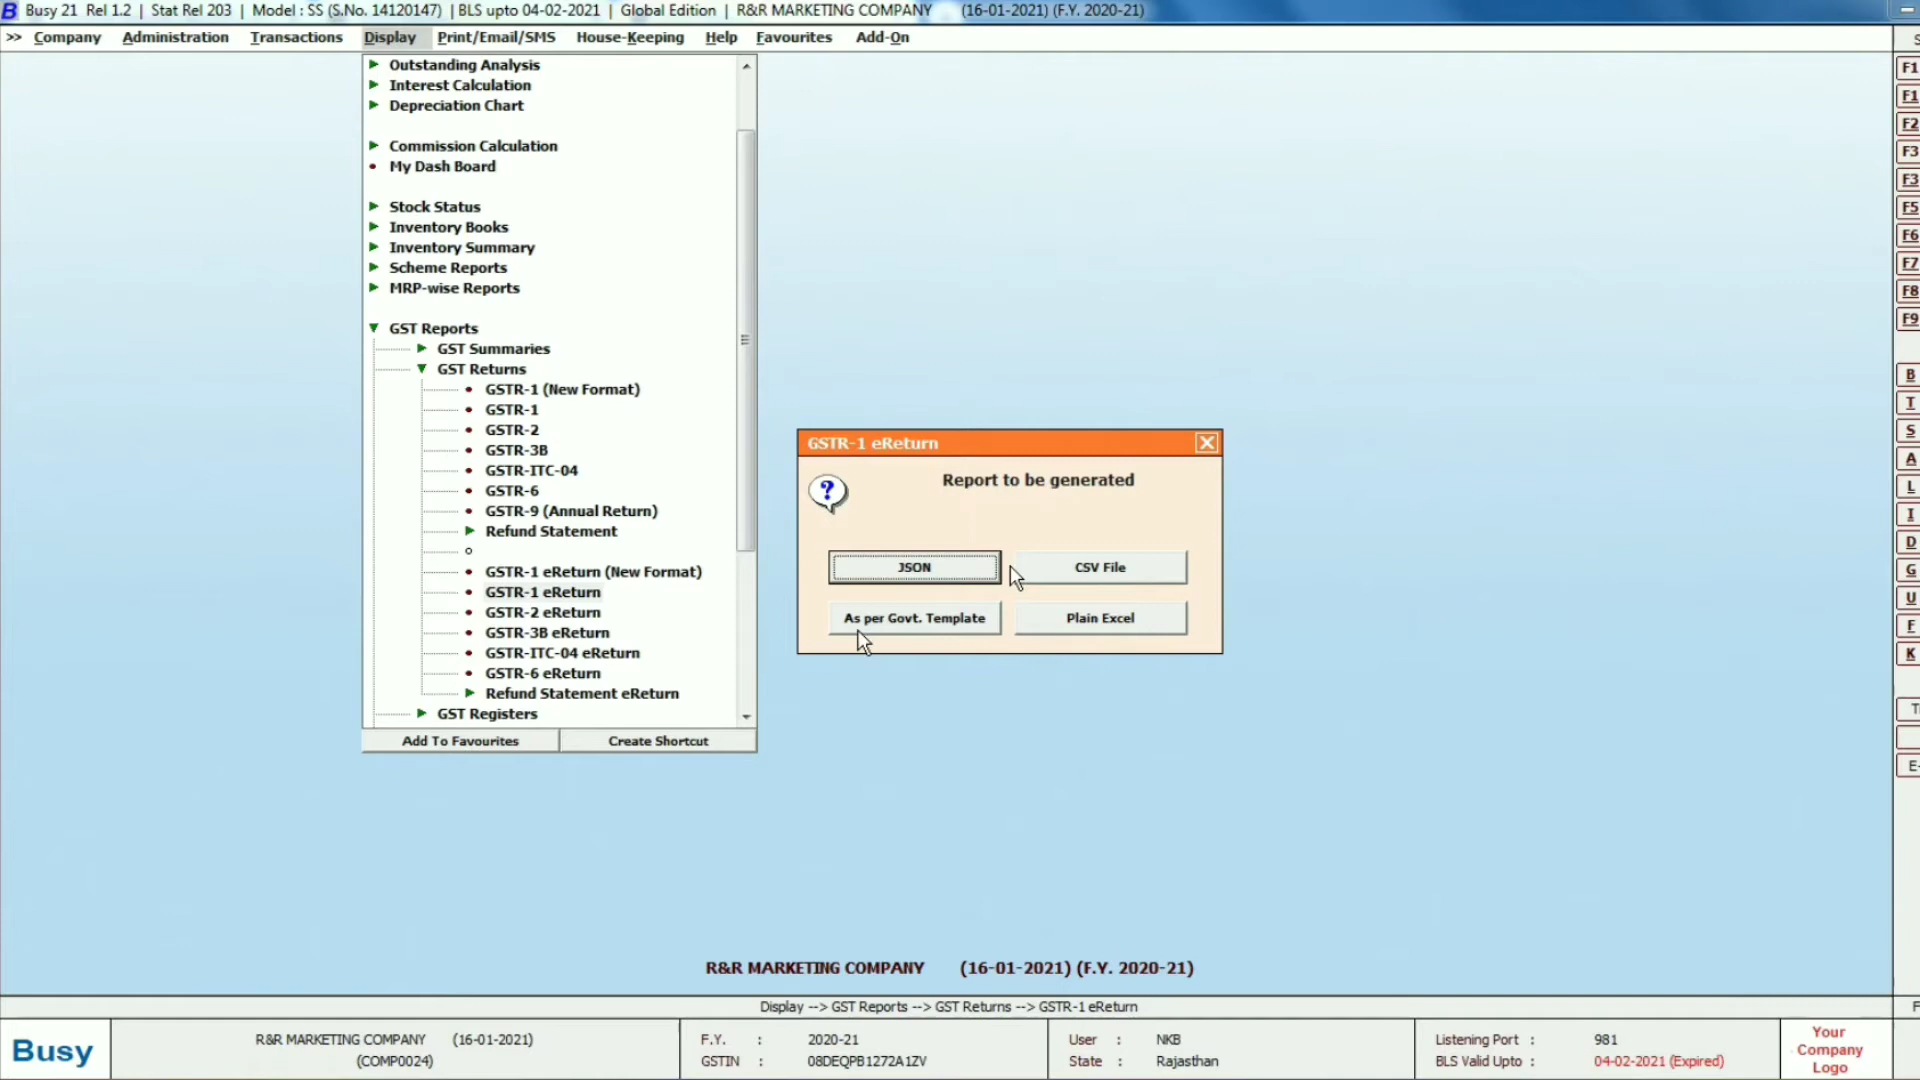 B Busy 21 Rel 1.2 | Stat Rel 203 | Model : SS (S.No. 14120147) | BLS upto 04-02-2021 | Global Edition | R&R MARKETING COMPANY (16-01-2021) (F.Y. 2020-21)
>> Company Administration Transactions Display Print/Email/SMS House-Keeping Help Favourites Add-On
Outstanding Analysis
Interest Calculation
Depreciation Chart
Commission Calculation
My Dash Board
Stock Status
Inventory Books
Inventory Summary
Scheme Reports
MRP-wise Reports
GST Reports
GST Summaries
GST Returns
GSTR-1 (New Format)
GSTR-1
GSTR-2
GSTR-3B
GSTR-ITC-04
GSTR-6
GSTR-9 (Annual Return)
Refund Statement
GSTR-1 eReturn (New Format)
GSTR-1 eReturn
GSTR-2 eReturn
GSTR-3B eReturn
GSTR-ITC-04 eReturn
GSTR-6 eReturn
Refund Statement eReturn
GST Registers
Add To Favourites Create Shortcut
GSTR-1 eReturn
Report to be generated
?
JSON CSV File
As per Govt. Template Plain Excel
F1
F1
F2
F3
F3
F5
F6
F7
F8
F9
B
T
S
A
L
I
D
G
U
F
K
R&R MARKETING COMPANY (16-01-2021) (F.Y. 2020-21)
Display --> GST Reports --> GST Returns --> GSTR-1 eReturn
Busy
R&R MARKETING COMPANY (16-01-2021)
(COMP0024)
F.Y. : 2020-21
GSTIN : 08DEQPB1272A1ZV
User : NKB
State : Rajasthan
Listening Port : 981
BLS Valid Upto : 04-02-2021 (Expired)
Your
Company
Logo